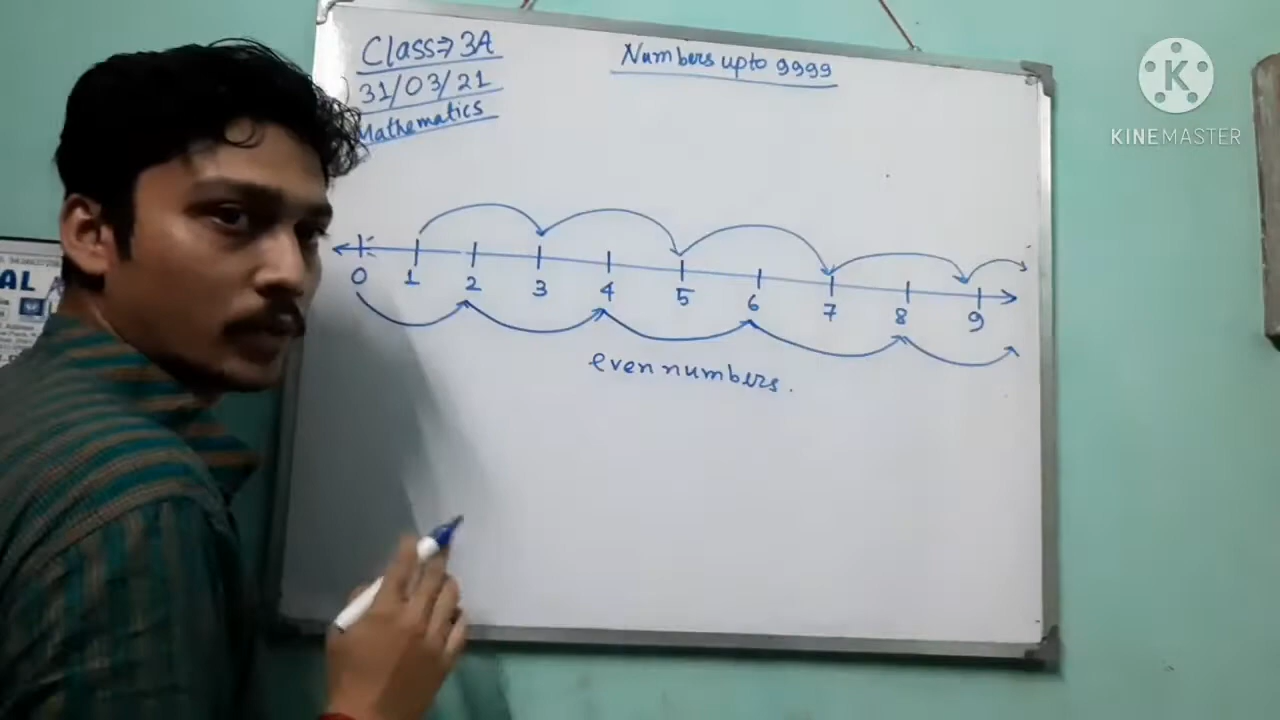 Class⇒3A
31/03/21
Mathematics
Numbers upto 9999
K
KINEMASTER
0 1 2 3 4 5 6 7 8 9
even numbers.
AL